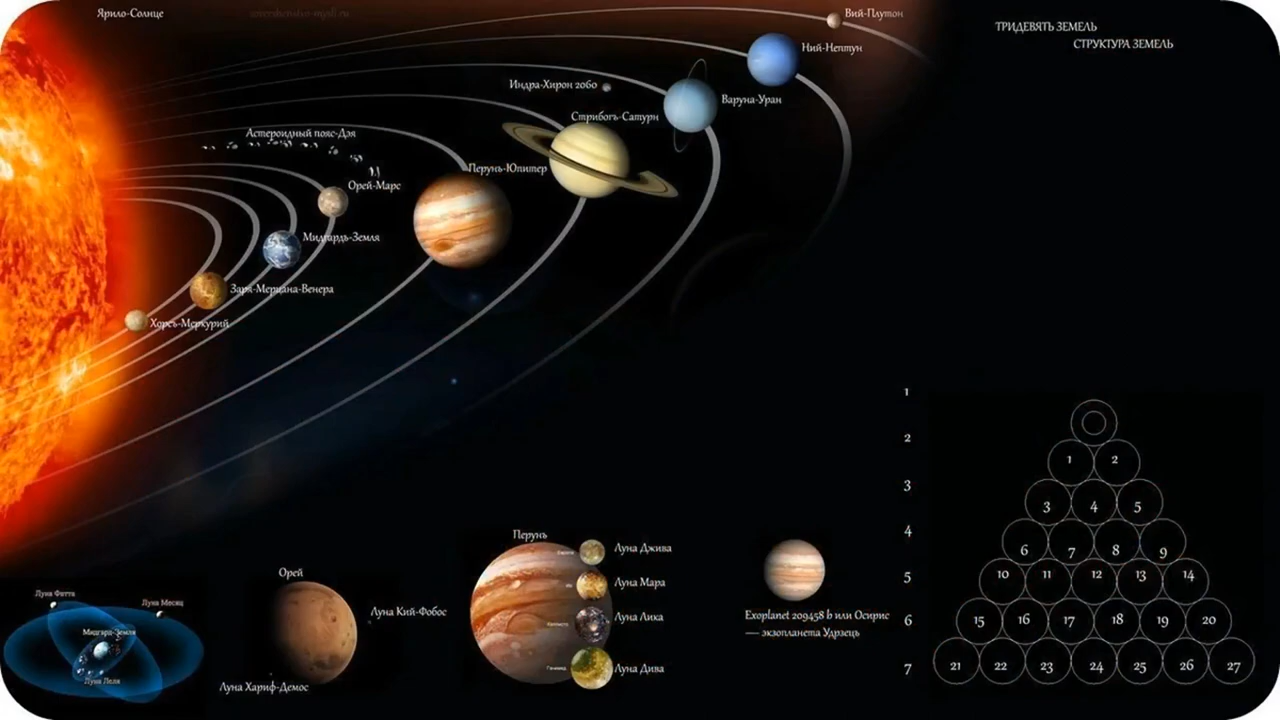 Ярило-Солнце
Вий-Плутон
ТРИДЕВЯТЬ ЗЕМЕЛЬ
СТРУКТУРА ЗЕМЕЛЬ
Ний-Нептун
Индра-Хирон 2060
Варуна-Уран
Стрибогъ-Сатурн
Астероидный пояс-Дэя
Перунъ-Юпитер
Орей-Марс
Мидгардъ-Земля
Заря-Мерцана-Венера
Хорсъ-Меркурий
1
2
3
4
5
6
7
1 2
3 4 5
6 7 8 9
10 11 12 13 14
15 16 17 18 19 20
21 22 23 24 25 26 27
Луна Фатта
Луна Месяц
Мидгард-Земля
Луна Леля
Орей
Луна Кий-Фобос
Луна Хариф-Демос
Перунъ
Луна Джива
Луна Мара
Луна Лика
Луна Дива
Exoplanet 209458 b или Осирис
— экзопланета Удрзець